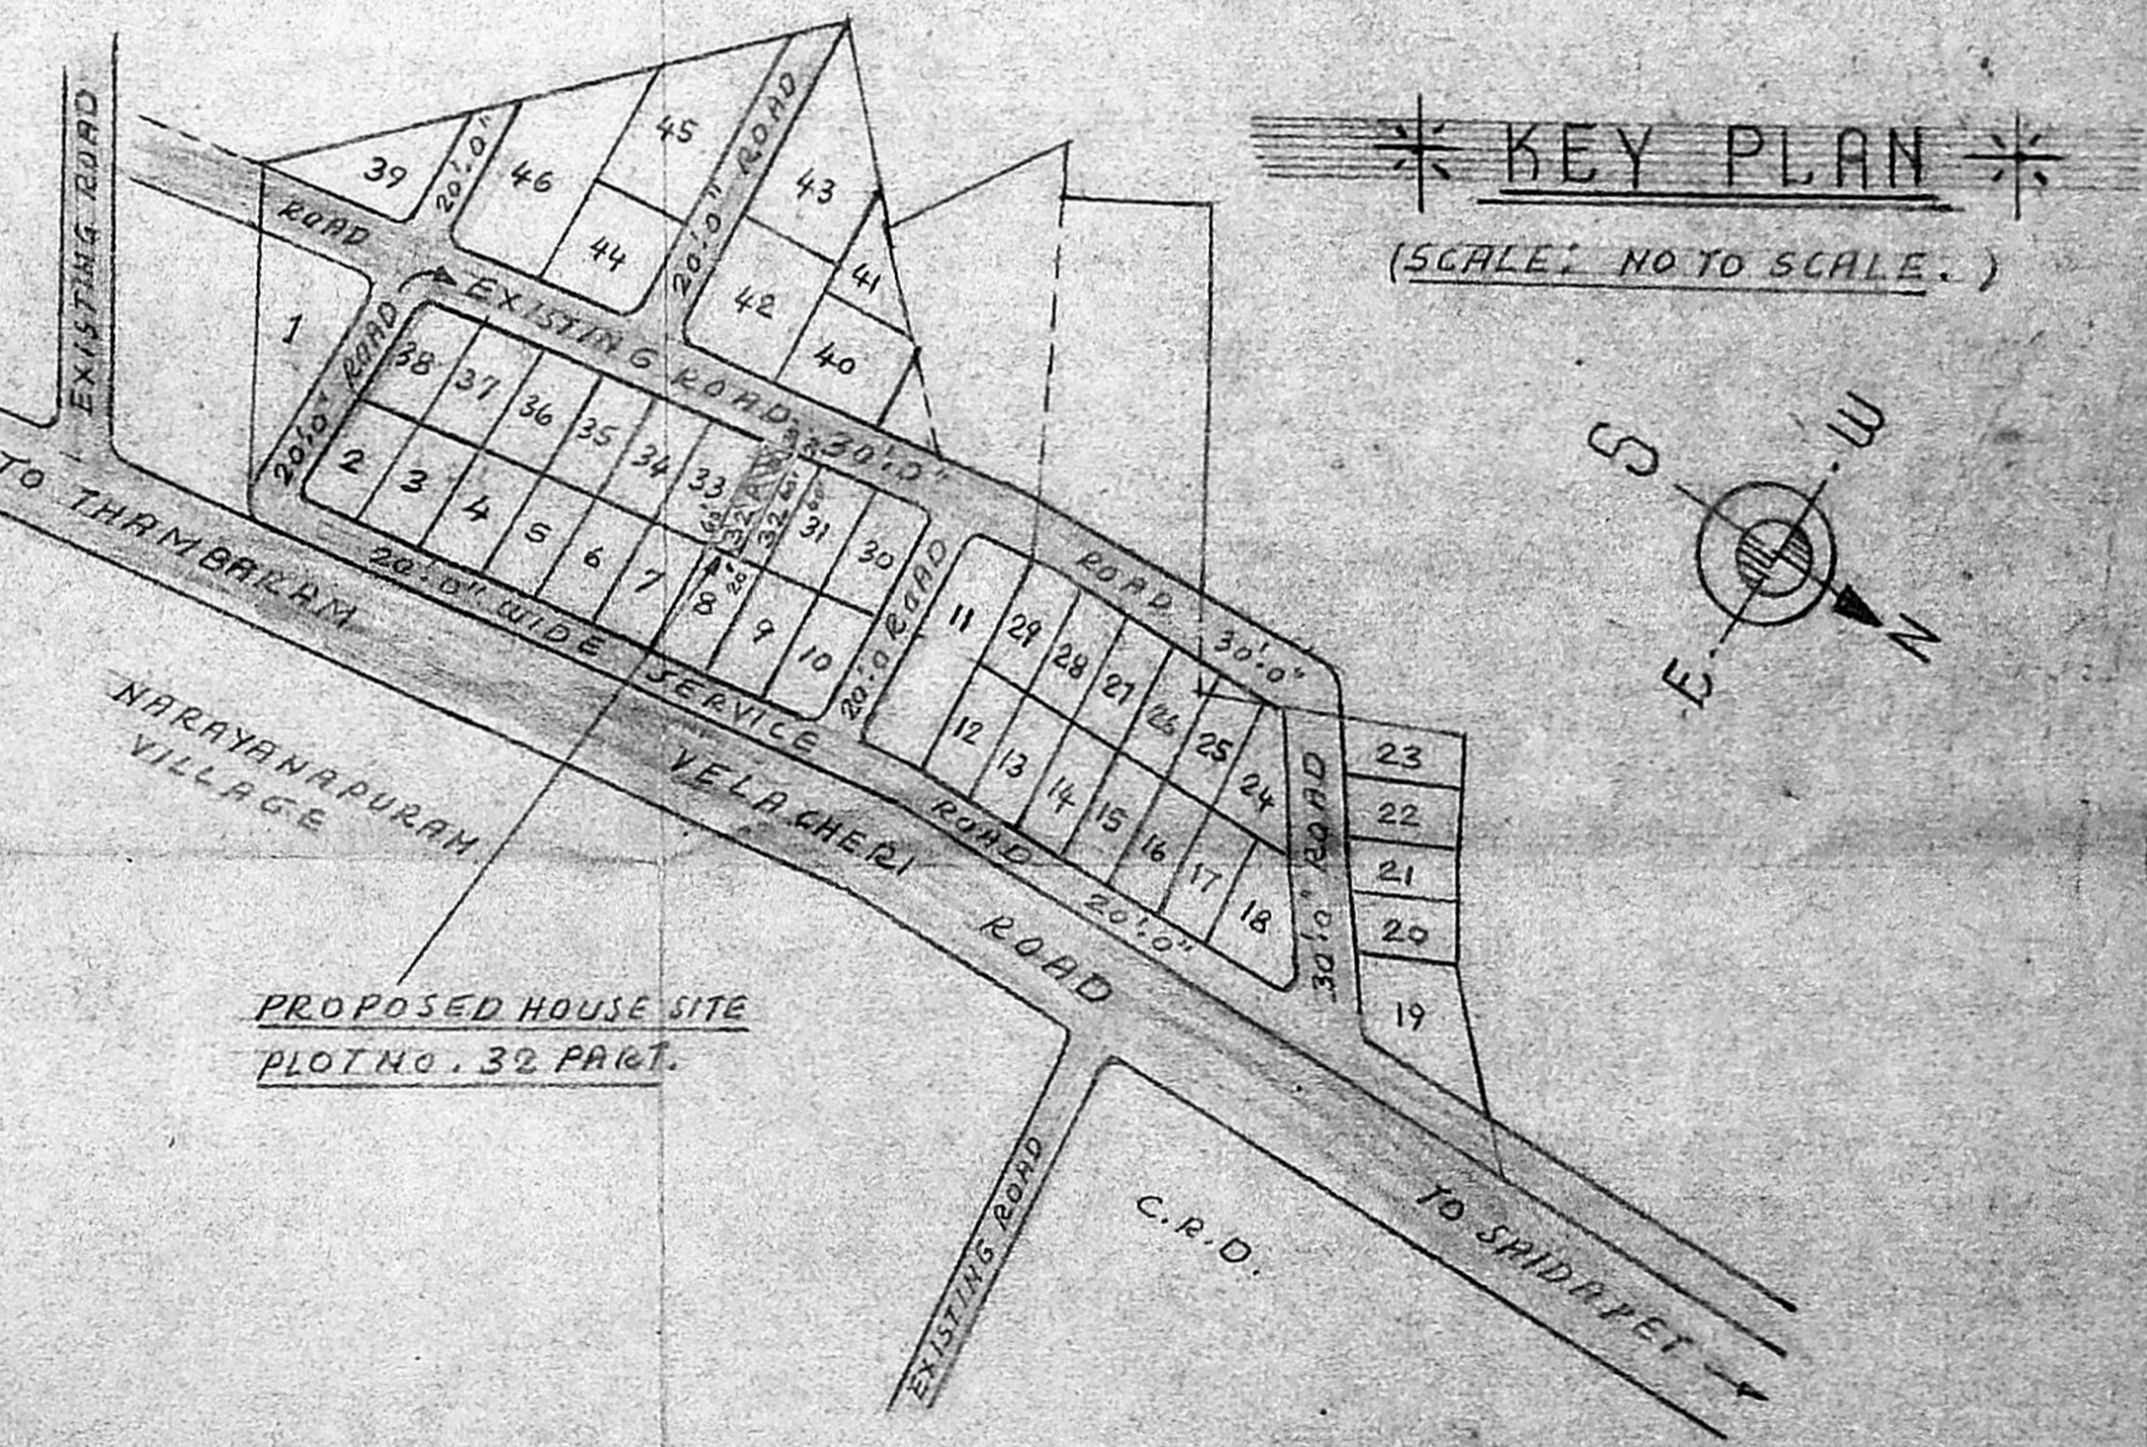 KEY PLAN
(SCALE: NO TO SCALE.)
S
W
E
N
EXISTING ROAD
39
20'.0"
46
45
44
20'.0" ROAD
20'.0"
43
41
42
40
ROAD
EXISTING ROAD 30'.0"
ROAD
30'.0"
1
20'.0" ROAD
38
37
36
35
34
33
32
31
30
2
3
4
5
6
7
8
20'
9
10
20'.0 ROAD
11
29
28
27
26
25
24
12
13
14
15
16
17
18
30'.0" ROAD
23
22
21
20
19
20'.0" WIDE SERVICE ROAD 20'.0"
TO THAMBARAM
VELACHERI ROAD
TO SAIDAPET
NARAYANAPURAM
VILLAGE
PROPOSED HOUSE SITE
PLOT NO. 32 PART.
EXISTING ROAD
C.R.D.